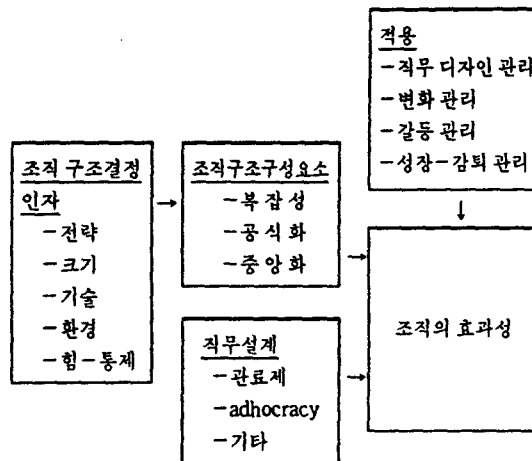 적용
-직무 디자인 관리
-변화 관리
-갈등 관리
-성장-감퇴 관리
조직 구조결정
인자
-전략
-크기
-기술
-환경
-힘-통제
조직구조구성요소
-복잡성
-공식화
-중앙화
직무설계
-관료제
-adhocracy
-기타
조직의 효과성